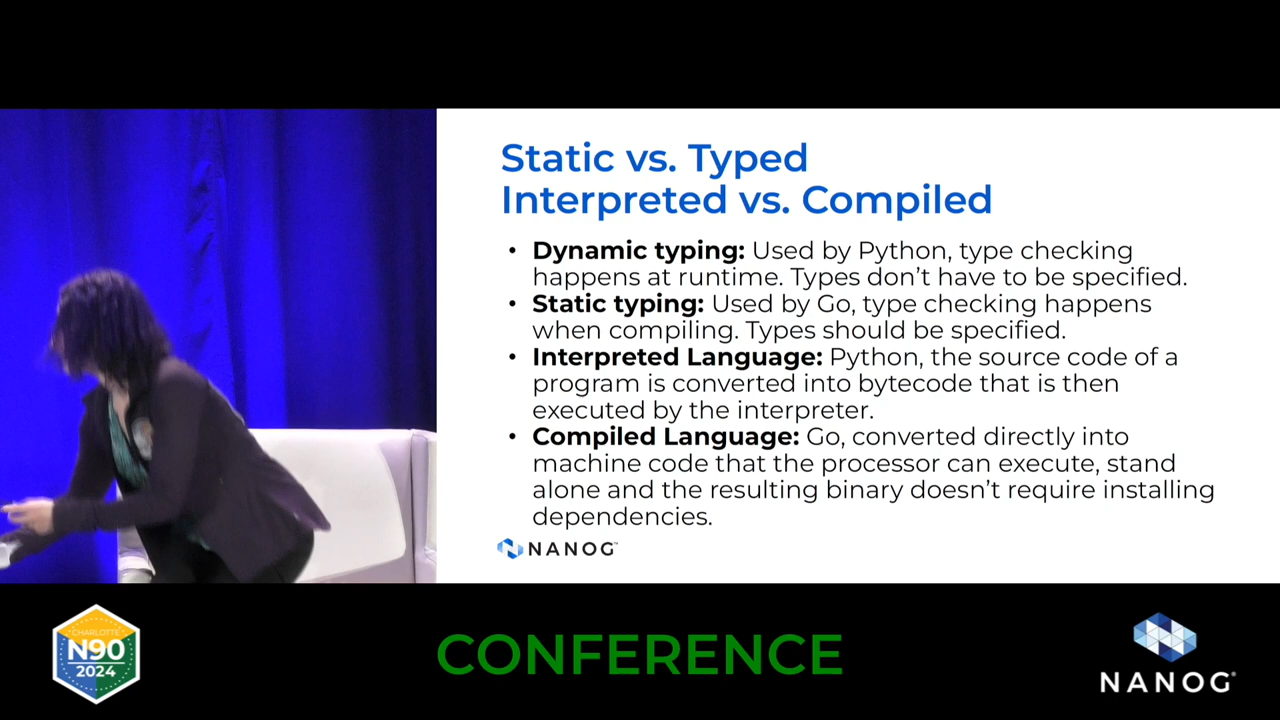 Static vs. Typed
Interpreted vs. Compiled
• Dynamic typing: Used by Python, type checking
happens at runtime. Types don’t have to be specified.
• Static typing: Used by Go, type checking happens
when compiling. Types should be specified.
• Interpreted Language: Python, the source code of a
program is converted into bytecode that is then
executed by the interpreter.
• Compiled Language: Go, converted directly into
machine code that the processor can execute, stand
alone and the resulting binary doesn’t require installing
dependencies.
NANOG™
CHARLOTTE
N90
2024
CONFERENCE
NANOG®